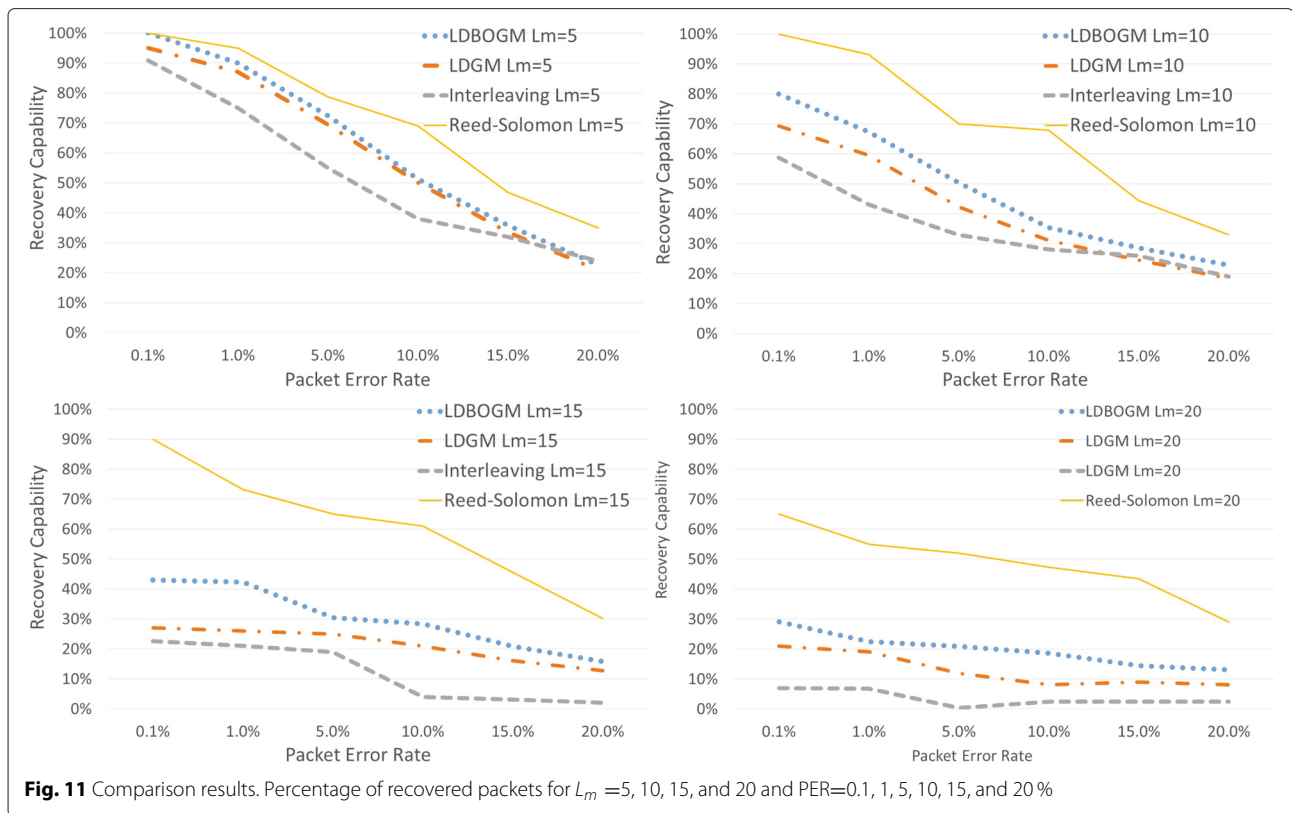 100%
90%
80%
70%
60%
50%
40%
30%
20%
10%
0%
Recovery Capability
LDBOGM Lm=5
LDGM Lm=5
Interleaving Lm=5
Reed-Solomon Lm=5
0.1% 1.0% 5.0% 10.0% 15.0% 20.0%
Packet Error Rate
100%
90%
80%
70%
60%
50%
40%
30%
20%
10%
0%
Recovery Capability
LDBOGM Lm=10
LDGM Lm=10
Interleaving Lm=10
Reed-Solomon Lm=10
0.1% 1.0% 5.0% 10.0% 15.0% 20.0%
Packet Error Rate
100%
90%
80%
70%
60%
50%
40%
30%
20%
10%
0%
Recovery Capability
LDBOGM Lm=15
LDGM Lm=15
Interleaving Lm=15
Reed-Solomon Lm=15
0.1% 1.0% 5.0% 10.0% 15.0% 20.0%
Packet Error Rate
100%
90%
80%
70%
60%
50%
40%
30%
20%
10%
0%
Recovery Capability
LDBOGM Lm=20
LDGM Lm=20
LDGM Lm=20
Reed-Solomon Lm=20
0.1% 1.0% 5.0% 10.0% 15.0% 20.0%
Packet Error Rate
Fig. 11 Comparison results. Percentage of recovered packets for Lm =5, 10, 15, and 20 and PER=0.1, 1, 5, 10, 15, and 20 %